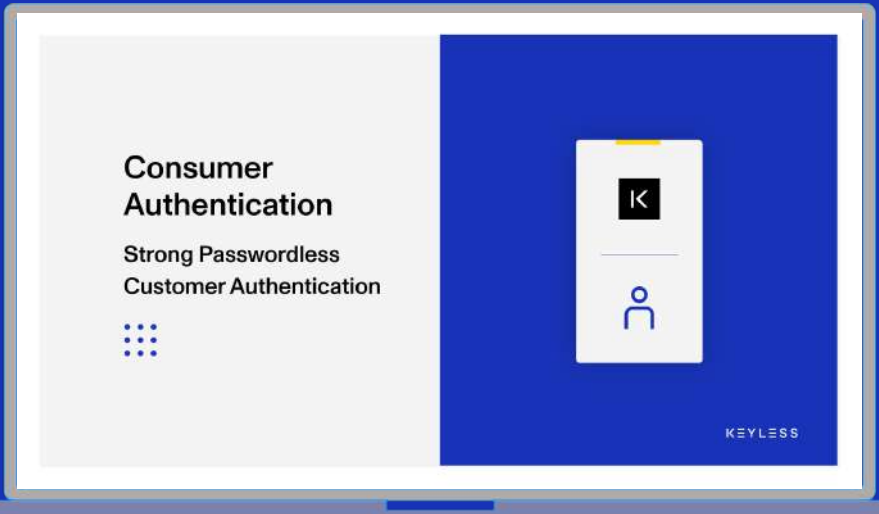 Consumer
Authentication
Strong Passwordless
Customer Authentication
K
KEYLESS